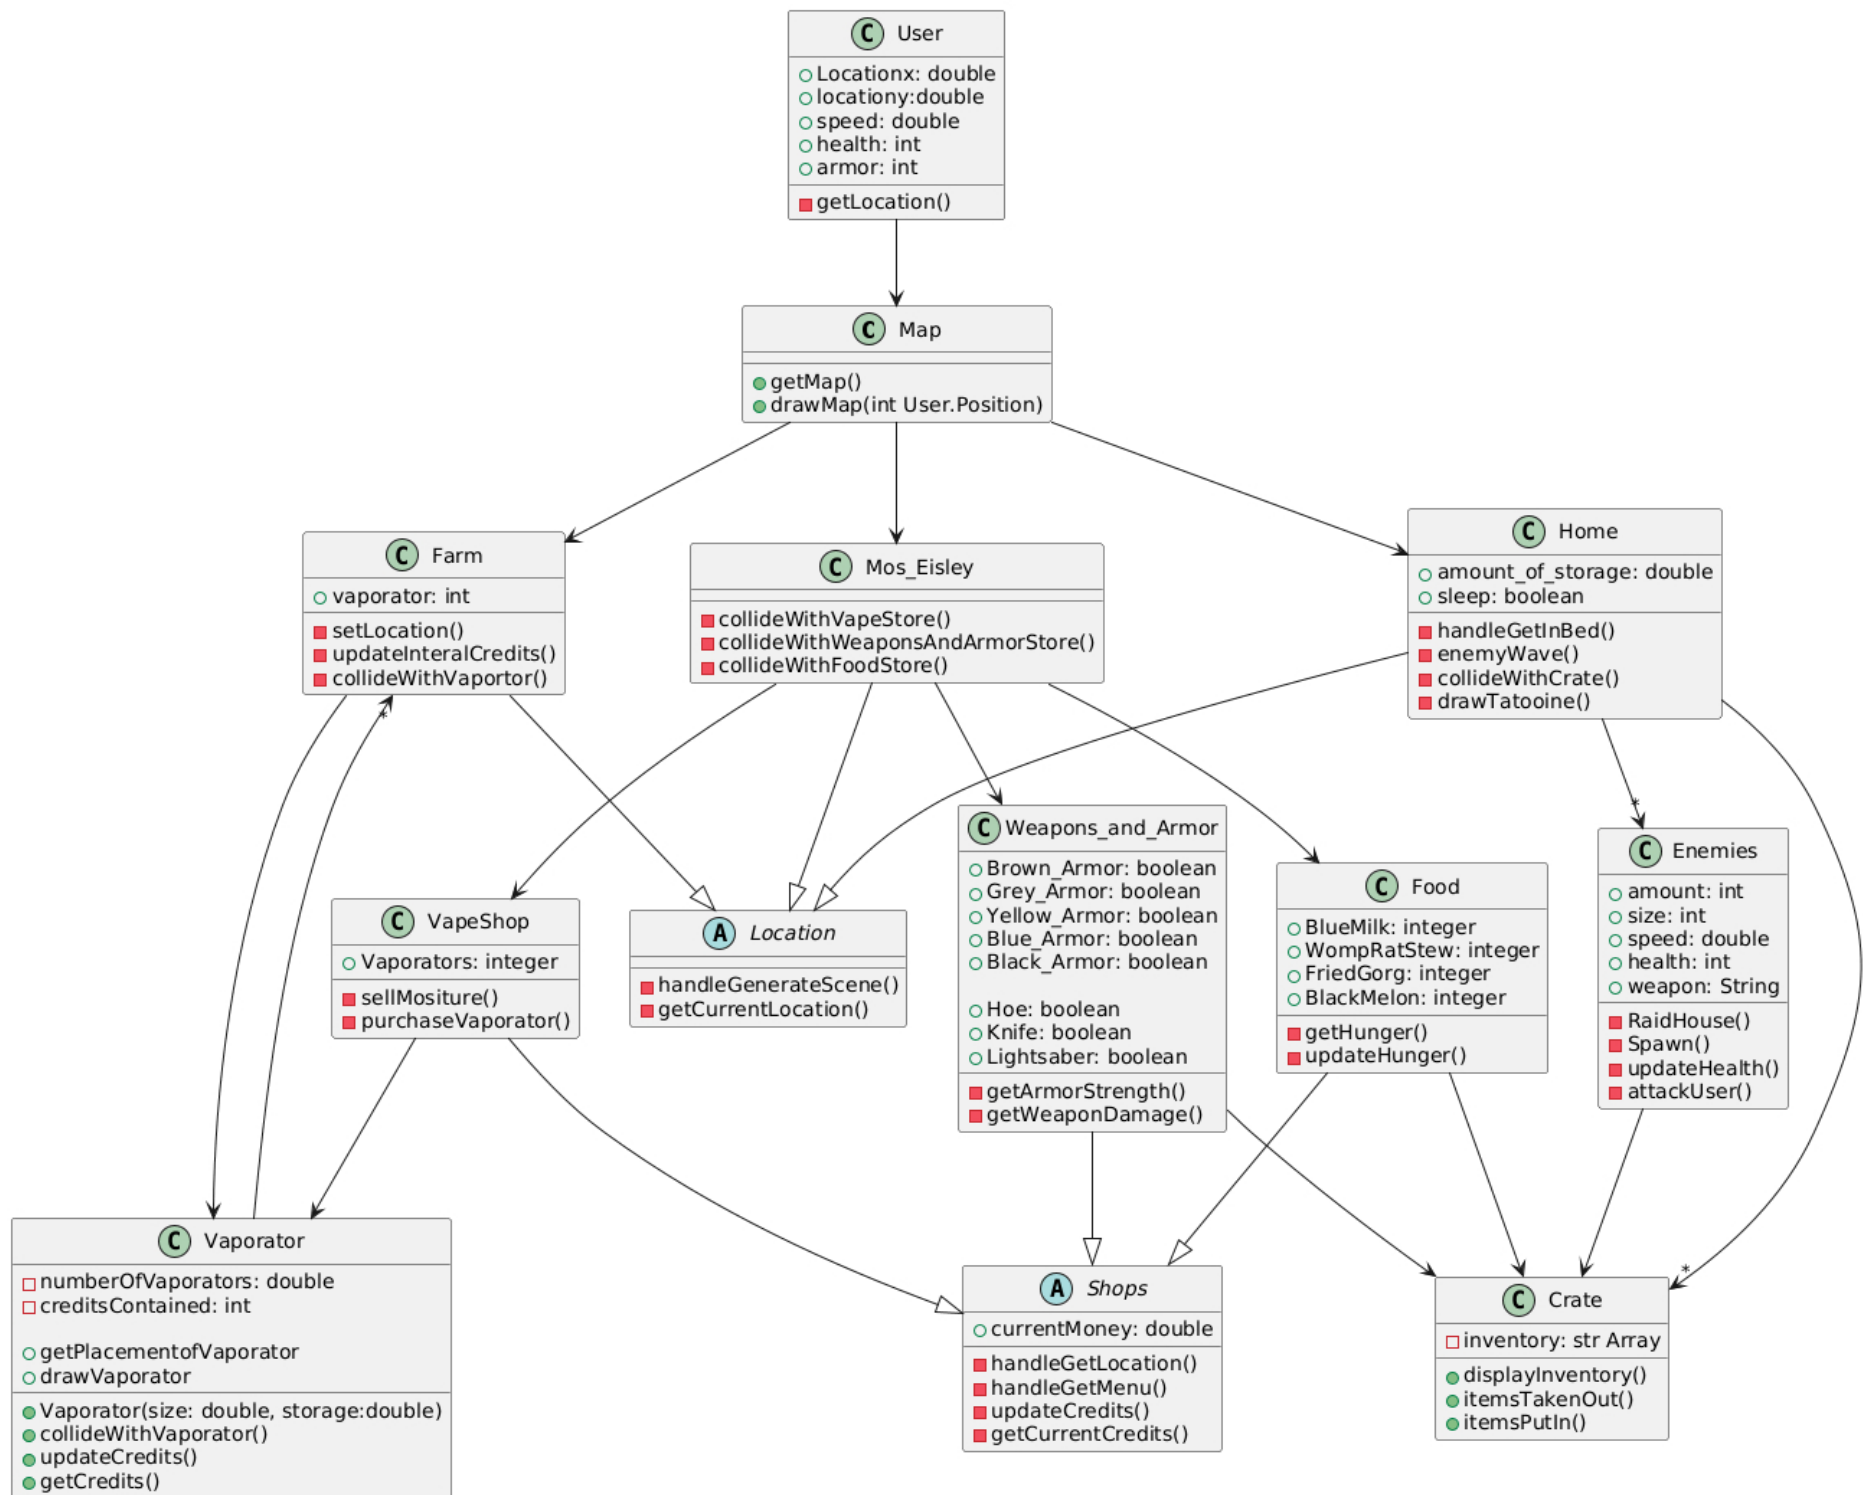 C User
Locationx: double
locationy:double
speed: double
health: int
armor: int
getLocation()
C Map
getMap()
drawMap(int User.Position)
C Farm
vaporator: int
setLocation()
updateInteralCredits()
collideWithVaportor()
*
C Mos_Eisley
collideWithVapeStore()
collideWithWeaponsAndArmorStore()
collideWithFoodStore()
C Home
amount_of_storage: double
sleep: boolean
handleGetInBed()
enemyWave()
collideWithCrate()
drawTatooine()
*
C VapeShop
Vaporators: integer
sellMositure()
purchaseVaporator()
A Location
handleGenerateScene()
getCurrentLocation()
C Weapons_and_Armor
Brown_Armor: boolean
Grey_Armor: boolean
Yellow_Armor: boolean
Blue_Armor: boolean
Black_Armor: boolean
Hoe: boolean
Knife: boolean
Lightsaber: boolean
getArmorStrength()
getWeaponDamage()
C Food
BlueMilk: integer
WompRatStew: integer
FriedGorg: integer
BlackMelon: integer
getHunger()
updateHunger()
C Enemies
amount: int
size: int
speed: double
health: int
weapon: String
RaidHouse()
Spawn()
updateHealth()
attackUser()
C Vaporator
numberOfVaporators: double
creditsContained: int
getPlacementofVaporator
drawVaporator
Vaporator(size: double, storage:double)
collideWithVaporator()
updateCredits()
getCredits()
A Shops
currentMoney: double
handleGetLocation()
handleGetMenu()
updateCredits()
getCurrentCredits()
*
C Crate
inventory: str Array
displayInventory()
itemsTakenOut()
itemsPutIn()